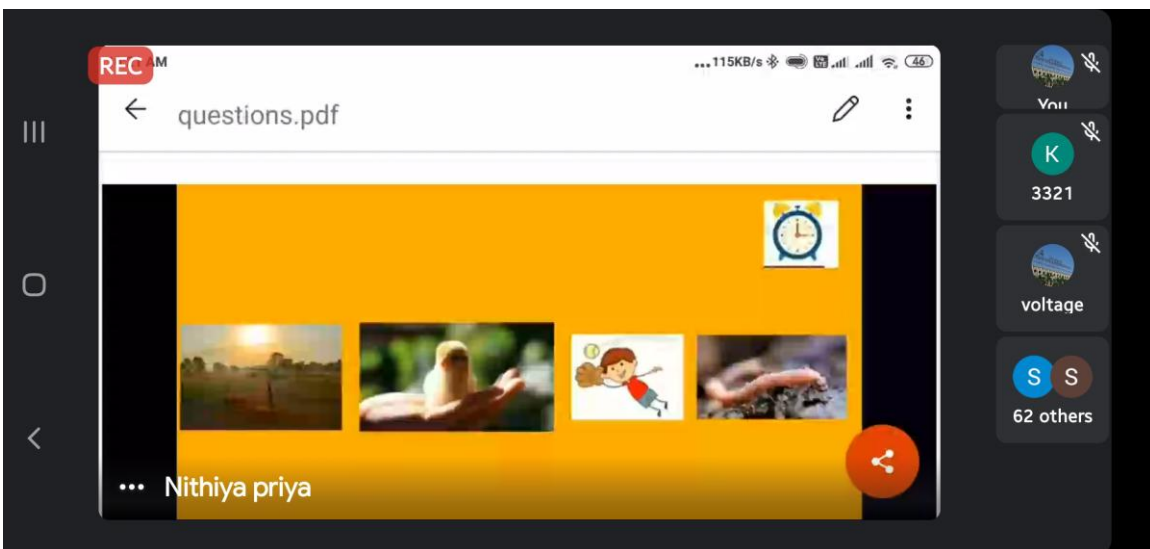 REC AM
...115KB/s 46
questions.pdf
You
K
3321
voltage
S S
62 others
... Nithiya priya